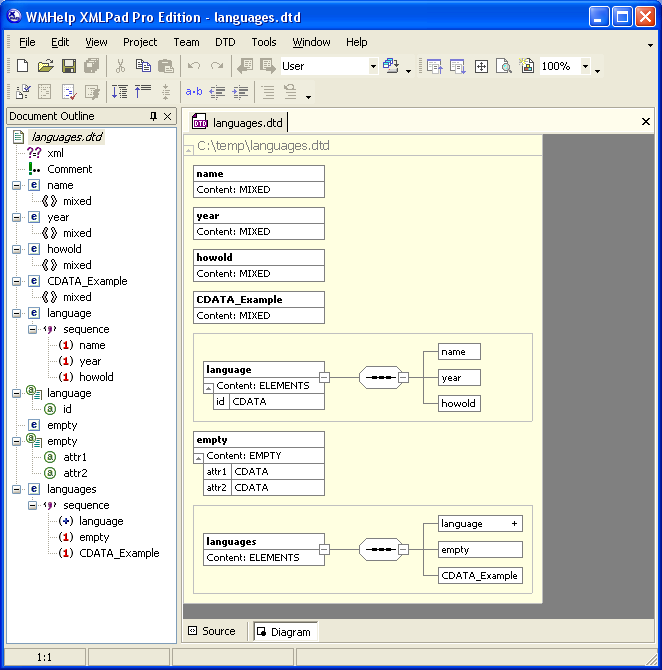 WMHelp XMLPad Pro Edition - languages.dtd
File Edit View Project Team DTD Tools Window Help
User 100%
a·b
Document Outline
languages.dtd
?-? xml
!.. Comment
e name
mixed
e year
mixed
e howold
mixed
e CDATA_Example
mixed
e language
sequence
(1) name
(1) year
(1) howold
@ language
@ id
e empty
@ empty
@ attr1
@ attr2
e languages
sequence
(+) language
(1) empty
(1) CDATA_Example
DTD languages.dtd
C:\temp\languages.dtd
name
Content: MIXED
year
Content: MIXED
howold
Content: MIXED
CDATA_Example
Content: MIXED
language
Content: ELEMENTS
id CDATA
name
year
howold
empty
Content: EMPTY
attr1 CDATA
attr2 CDATA
languages
Content: ELEMENTS
language +
empty
CDATA_Example
Source Diagram
1:1